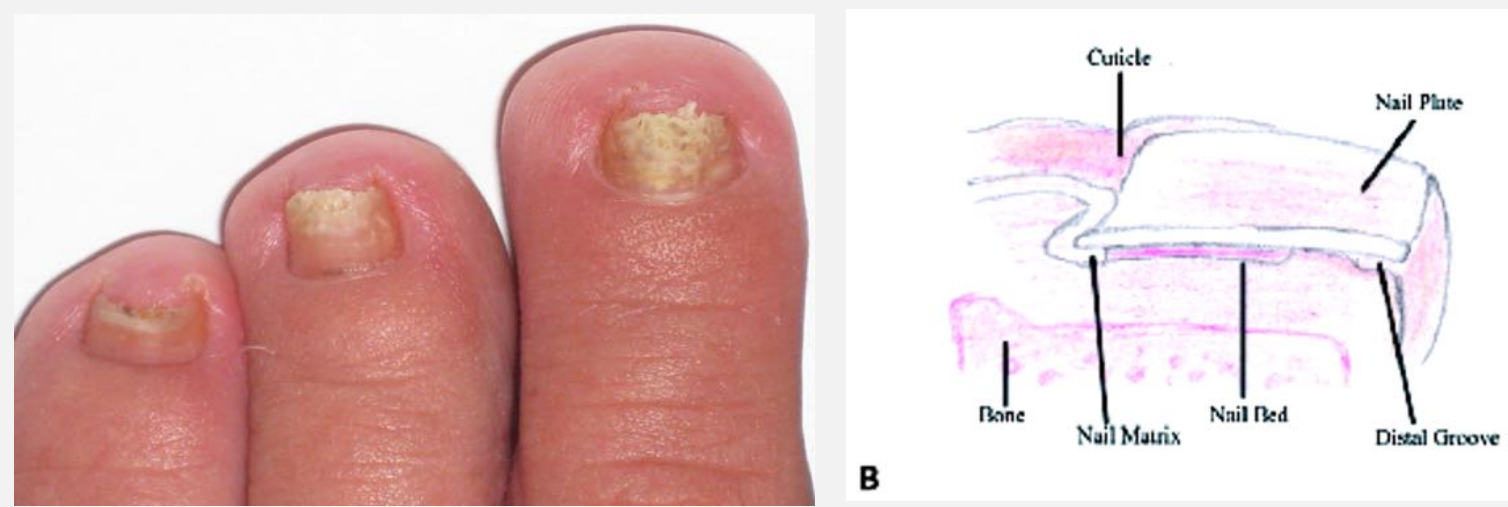 Cuticle
Nail Plate
Bone
Nail Matrix
Nail Bed
Distal Groove
B